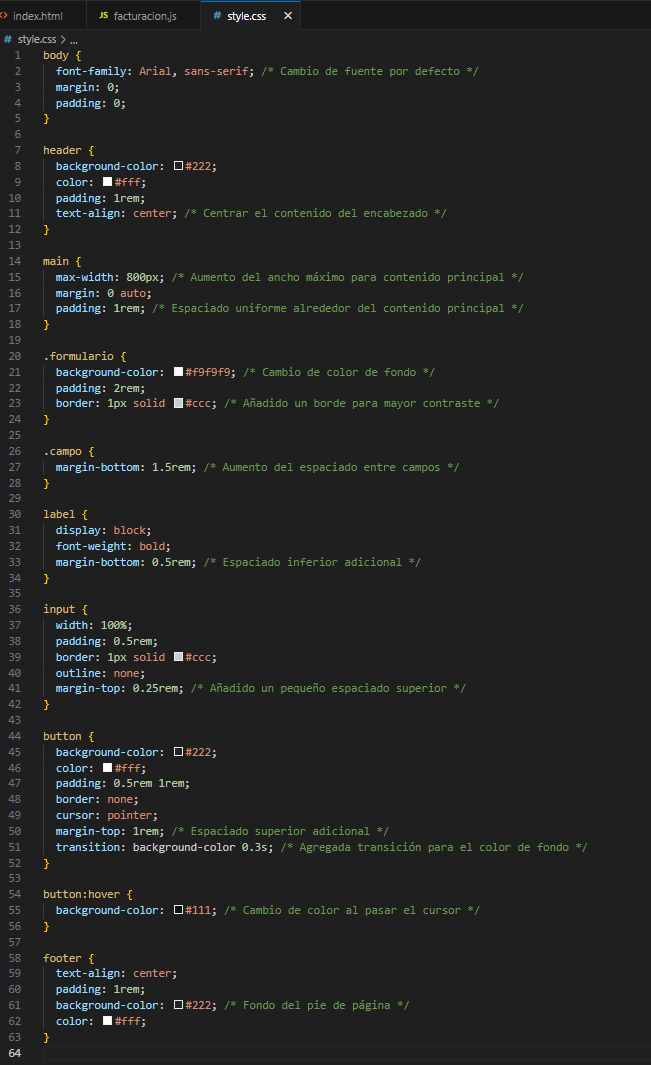 index.html JS facturacion.js # style.css ×
# style.css > ...
1 body {
2 font-family: Arial, sans-serif; /* Cambio de fuente por defecto */
3 margin: 0;
4 padding: 0;
5 }
6
7 header {
8 background-color: #222;
9 color: #fff;
10 padding: 1rem;
11 text-align: center; /* Centrar el contenido del encabezado */
12 }
13
14 main {
15 max-width: 800px; /* Aumento del ancho máximo para contenido principal */
16 margin: 0 auto;
17 padding: 1rem; /* Espaciado uniforme alrededor del contenido principal */
18 }
19
20 .formulario {
21 background-color: #f9f9f9; /* Cambio de color de fondo */
22 padding: 2rem;
23 border: 1px solid #ccc; /* Añadido un borde para mayor contraste */
24 }
25
26 .campo {
27 margin-bottom: 1.5rem; /* Aumento del espaciado entre campos */
28 }
29
30 label {
31 display: block;
32 font-weight: bold;
33 margin-bottom: 0.5rem; /* Espaciado inferior adicional */
34 }
35
36 input {
37 width: 100%;
38 padding: 0.5rem;
39 border: 1px solid #ccc;
40 outline: none;
41 margin-top: 0.25rem; /* Añadido un pequeño espaciado superior */
42 }
43
44 button {
45 background-color: #222;
46 color: #fff;
47 padding: 0.5rem 1rem;
48 border: none;
49 cursor: pointer;
50 margin-top: 1rem; /* Espaciado superior adicional */
51 transition: background-color 0.3s; /* Agregada transición para el color de fondo */
52 }
53
54 button:hover {
55 background-color: #111; /* Cambio de color al pasar el cursor */
56 }
57
58 footer {
59 text-align: center;
60 padding: 1rem;
61 background-color: #222; /* Fondo del pie de página */
62 color: #fff;
63 }
64